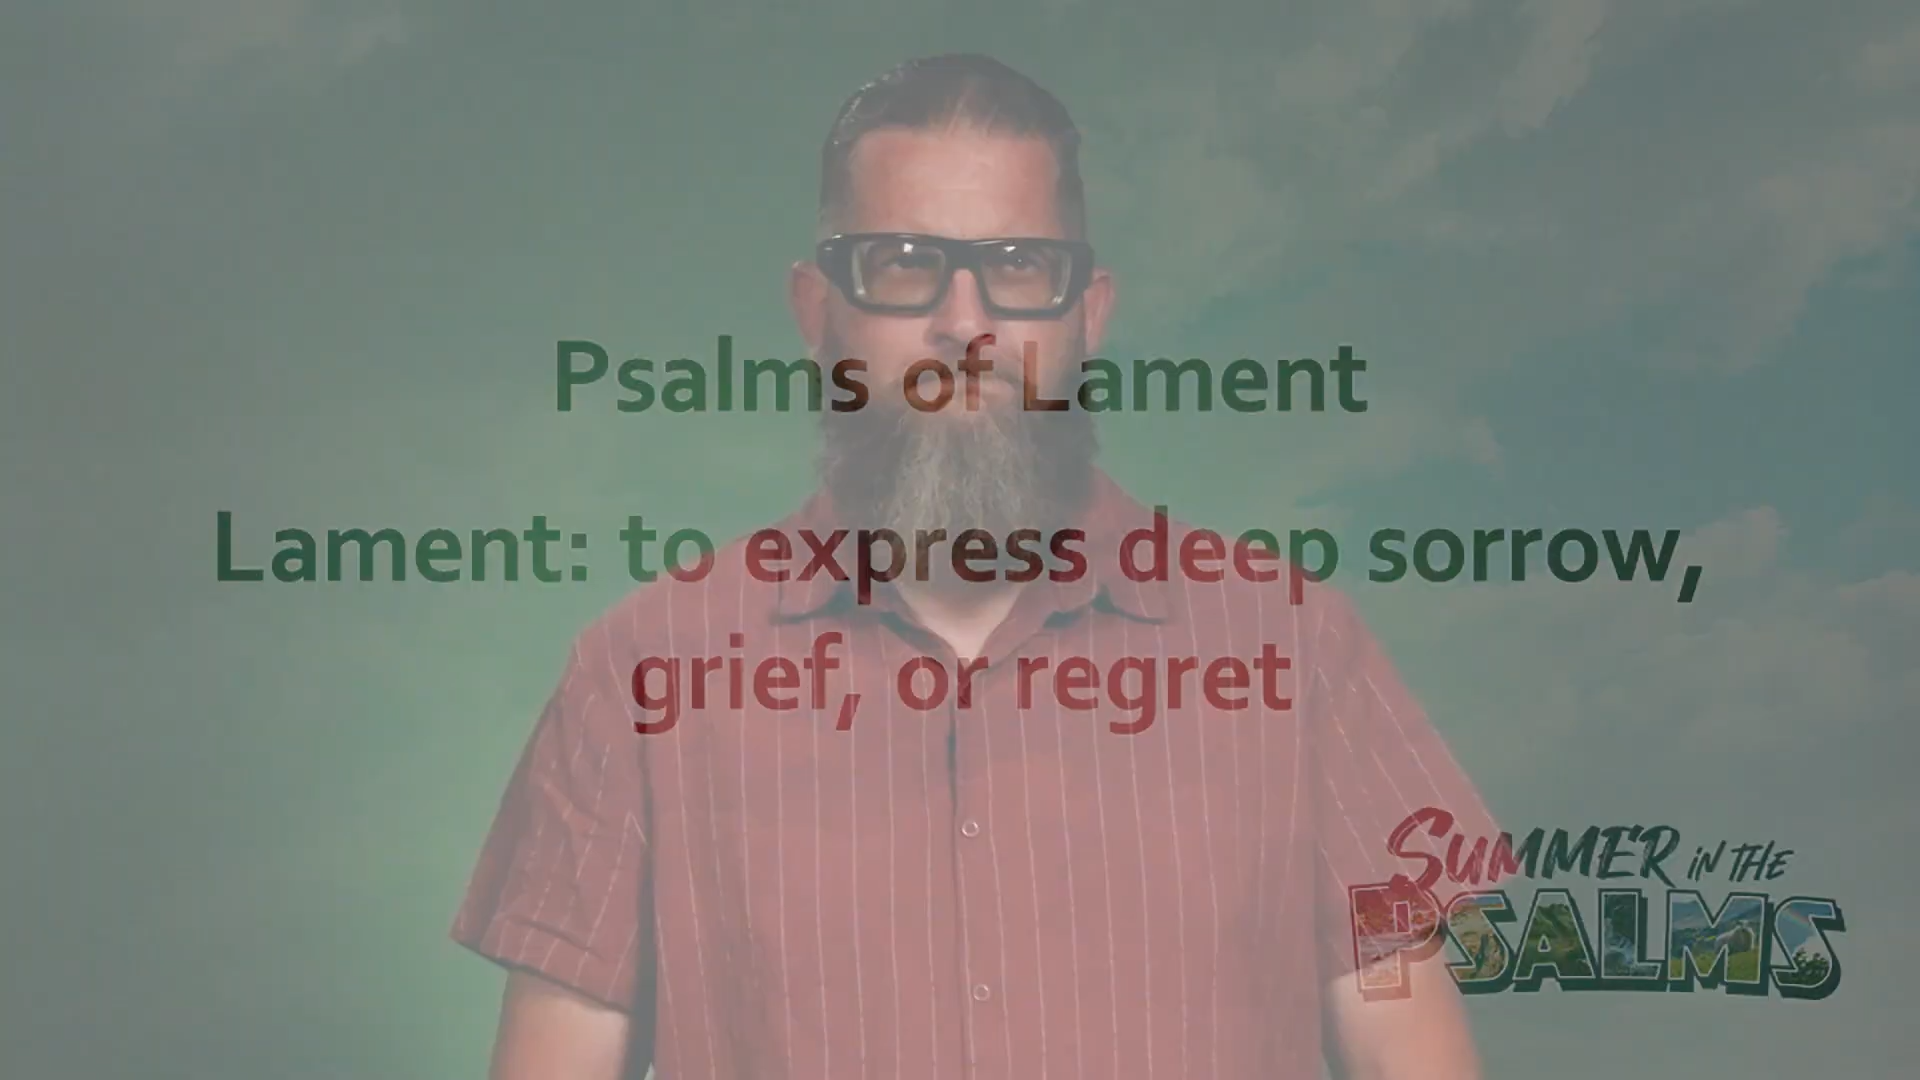 Psalms of Lament
Lament: to express deep sorrow,
grief, or regret
SUMMER IN THE
PSALMS